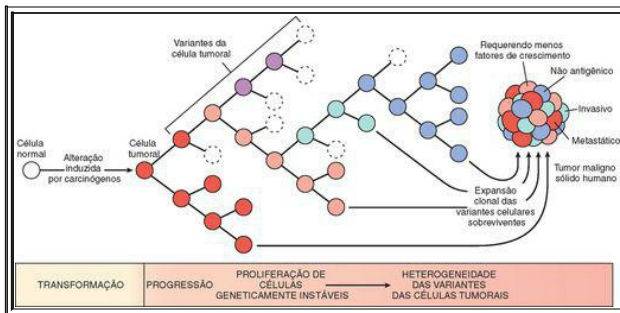 Variantes da
célula tumoral
Requerendo menos
fatores de crescimento
Não antigênico
Invasivo
Metastático
Célula
normal
Alteração
induzida
por carcinógenos
Célula
tumoral
Tumor maligno
sólido humano
Expansão
clonal das
variantes celulares
sobreviventes
TRANSFORMAÇÃO
PROGRESSÃO
PROLIFERAÇÃO DE
CÉLULAS
GENETICAMENTE INSTÁVEIS
HETEROGENEIDADE
DAS VARIANTES
DAS CÉLULAS TUMORAIS